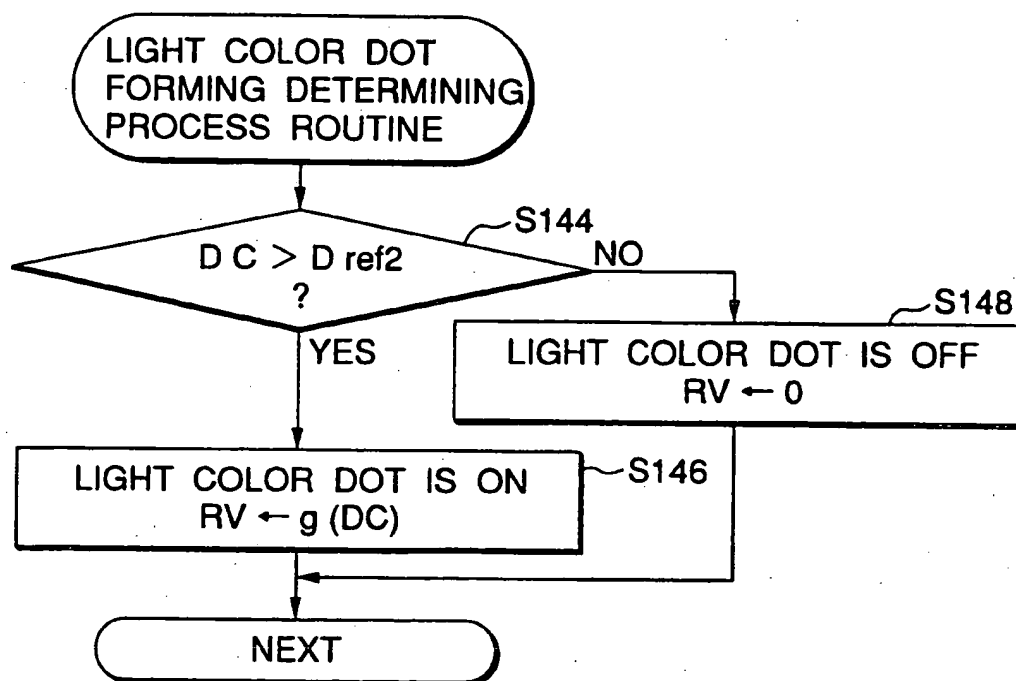 LIGHT COLOR DOT
FORMING DETERMINING
PROCESS ROUTINE
S144
D C > D ref2
?
NO
YES
S148
LIGHT COLOR DOT IS OFF
RV ← 0
LIGHT COLOR DOT IS ON
RV ← g (DC)
S146
NEXT